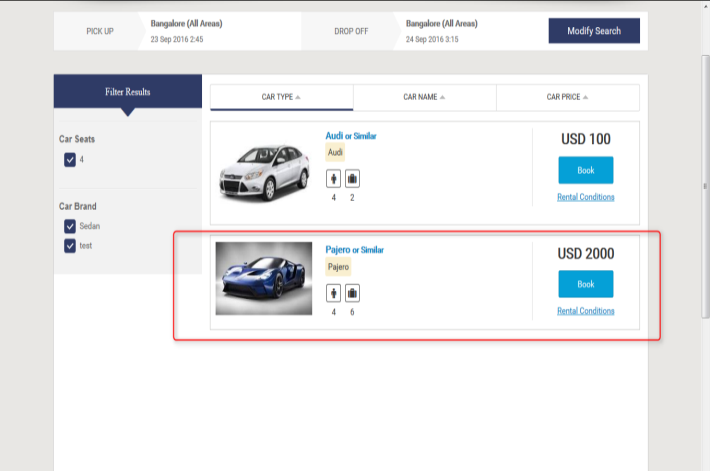 PICK UP
Bangalore (All Areas)
23 Sep 2016 2:45
DROP OFF
Bangalore (All Areas)
24 Sep 2016 3:15
Modify Search
Filter Results
Car Seats
4
Car Brand
Sedan
test
CAR TYPE
CAR NAME
CAR PRICE
Audi or Similar
Audi
4 2
USD 100
Book
Rental Conditions
Pajero or Similar
Pajero
4 6
USD 2000
Book
Rental Conditions